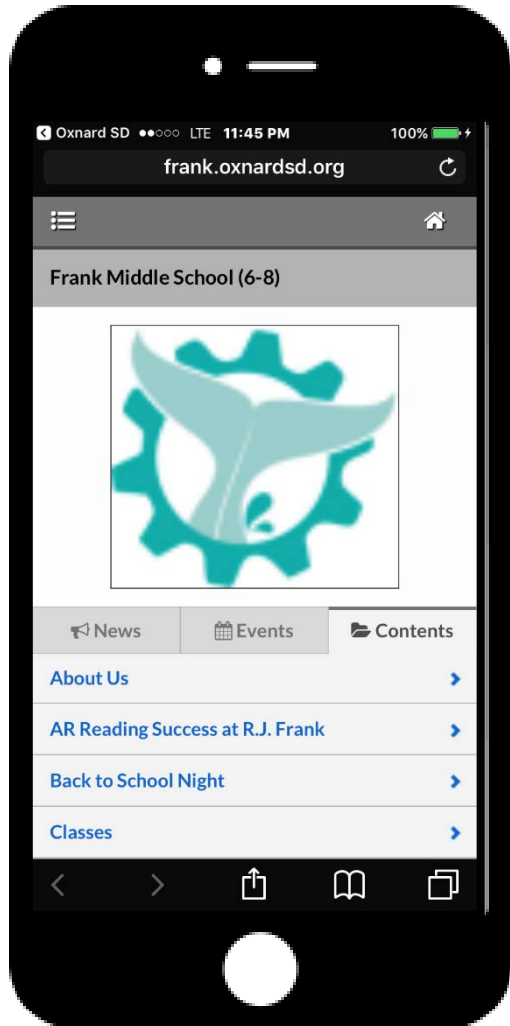 Oxnard SD LTE 11:45 PM 100%
frank.oxnardsd.org
Frank Middle School (6-8)
News Events Contents
About Us
AR Reading Success at R.J. Frank
Back to School Night
Classes